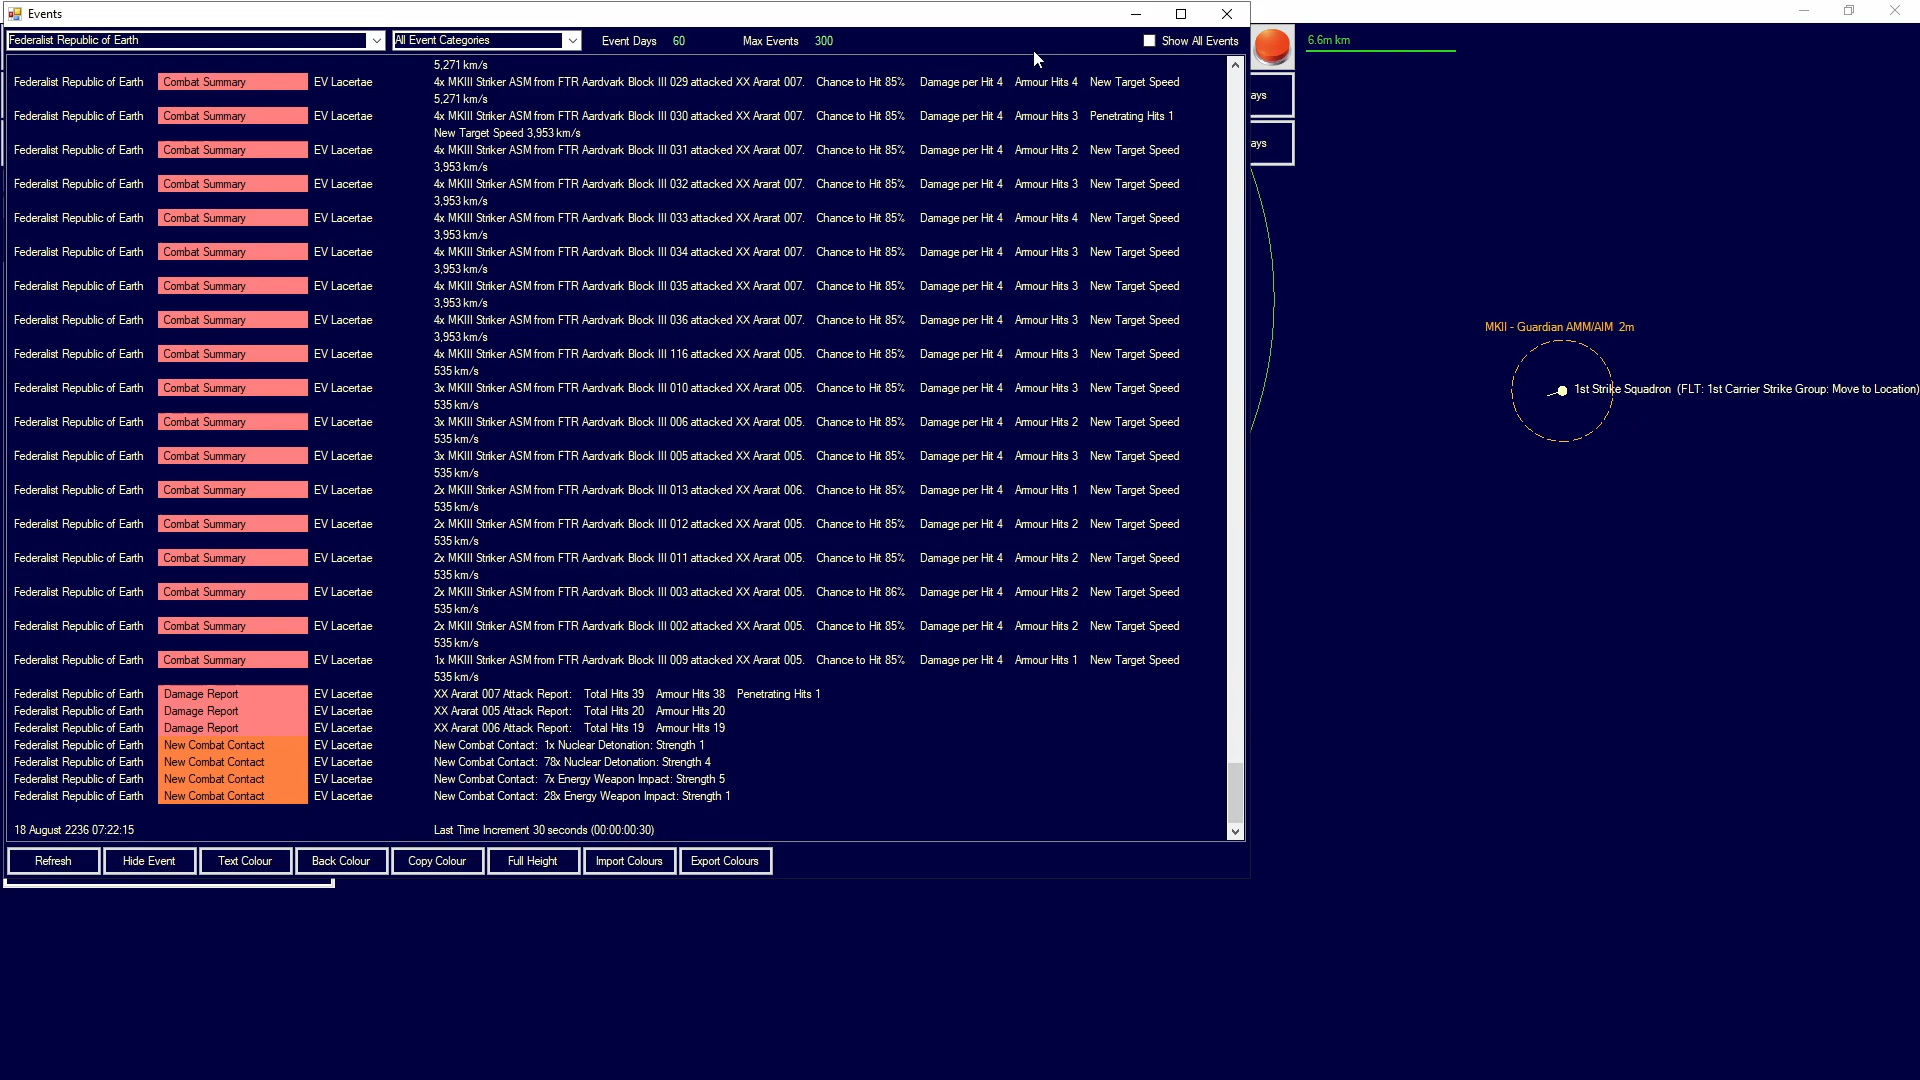 Events
Federalist Republic of Earth All Event Categories Event Days 60 Max Events 300 Show All Events 6.6m km
5,271 km/s
Federalist Republic of Earth Combat Summary EV Lacertae 4x MKIII Striker ASM from FTR Aardvark Block III 029 attacked XX Ararat 007. Chance to Hit 85% Damage per Hit 4 Armour Hits 4 New Target Speed
5,271 km/s
ays
Federalist Republic of Earth Combat Summary EV Lacertae 4x MKIII Striker ASM from FTR Aardvark Block III 030 attacked XX Ararat 007. Chance to Hit 85% Damage per Hit 4 Armour Hits 3 Penetrating Hits 1
New Target Speed 3,953 km/s
ays
Federalist Republic of Earth Combat Summary EV Lacertae 4x MKIII Striker ASM from FTR Aardvark Block III 031 attacked XX Ararat 007. Chance to Hit 85% Damage per Hit 4 Armour Hits 2 New Target Speed
3,953 km/s
Federalist Republic of Earth Combat Summary EV Lacertae 4x MKIII Striker ASM from FTR Aardvark Block III 032 attacked XX Ararat 007. Chance to Hit 85% Damage per Hit 4 Armour Hits 3 New Target Speed
3,953 km/s
Federalist Republic of Earth Combat Summary EV Lacertae 4x MKIII Striker ASM from FTR Aardvark Block III 033 attacked XX Ararat 007. Chance to Hit 85% Damage per Hit 4 Armour Hits 4 New Target Speed
3,953 km/s
Federalist Republic of Earth Combat Summary EV Lacertae 4x MKIII Striker ASM from FTR Aardvark Block III 034 attacked XX Ararat 007. Chance to Hit 85% Damage per Hit 4 Armour Hits 3 New Target Speed
3,953 km/s
Federalist Republic of Earth Combat Summary EV Lacertae 4x MKIII Striker ASM from FTR Aardvark Block III 035 attacked XX Ararat 007. Chance to Hit 85% Damage per Hit 4 Armour Hits 3 New Target Speed
3,953 km/s
Federalist Republic of Earth Combat Summary EV Lacertae 4x MKIII Striker ASM from FTR Aardvark Block III 036 attacked XX Ararat 007. Chance to Hit 85% Damage per Hit 4 Armour Hits 3 New Target Speed
3,953 km/s
MKII - Guardian AMM/AIM 2m
Federalist Republic of Earth Combat Summary EV Lacertae 4x MKIII Striker ASM from FTR Aardvark Block III 116 attacked XX Ararat 005. Chance to Hit 85% Damage per Hit 4 Armour Hits 3 New Target Speed
535 km/s
Federalist Republic of Earth Combat Summary EV Lacertae 3x MKIII Striker ASM from FTR Aardvark Block III 010 attacked XX Ararat 005. Chance to Hit 85% Damage per Hit 4 Armour Hits 3 New Target Speed
535 km/s
1st Strike Squadron (FLT: 1st Carrier Strike Group: Move to Location)
Federalist Republic of Earth Combat Summary EV Lacertae 3x MKIII Striker ASM from FTR Aardvark Block III 006 attacked XX Ararat 005. Chance to Hit 85% Damage per Hit 4 Armour Hits 2 New Target Speed
535 km/s
Federalist Republic of Earth Combat Summary EV Lacertae 3x MKIII Striker ASM from FTR Aardvark Block III 005 attacked XX Ararat 005. Chance to Hit 85% Damage per Hit 4 Armour Hits 3 New Target Speed
535 km/s
Federalist Republic of Earth Combat Summary EV Lacertae 2x MKIII Striker ASM from FTR Aardvark Block III 013 attacked XX Ararat 006. Chance to Hit 85% Damage per Hit 4 Armour Hits 1 New Target Speed
535 km/s
Federalist Republic of Earth Combat Summary EV Lacertae 2x MKIII Striker ASM from FTR Aardvark Block III 012 attacked XX Ararat 005. Chance to Hit 85% Damage per Hit 4 Armour Hits 2 New Target Speed
535 km/s
Federalist Republic of Earth Combat Summary EV Lacertae 2x MKIII Striker ASM from FTR Aardvark Block III 011 attacked XX Ararat 005. Chance to Hit 85% Damage per Hit 4 Armour Hits 2 New Target Speed
535 km/s
Federalist Republic of Earth Combat Summary EV Lacertae 2x MKIII Striker ASM from FTR Aardvark Block III 003 attacked XX Ararat 005. Chance to Hit 86% Damage per Hit 4 Armour Hits 2 New Target Speed
535 km/s
Federalist Republic of Earth Combat Summary EV Lacertae 2x MKIII Striker ASM from FTR Aardvark Block III 002 attacked XX Ararat 005. Chance to Hit 85% Damage per Hit 4 Armour Hits 2 New Target Speed
535 km/s
Federalist Republic of Earth Combat Summary EV Lacertae 1x MKIII Striker ASM from FTR Aardvark Block III 009 attacked XX Ararat 005. Chance to Hit 85% Damage per Hit 4 Armour Hits 1 New Target Speed
535 km/s
Federalist Republic of Earth Damage Report EV Lacertae XX Ararat 007 Attack Report: Total Hits 39 Armour Hits 38 Penetrating Hits 1
Federalist Republic of Earth Damage Report EV Lacertae XX Ararat 005 Attack Report: Total Hits 20 Armour Hits 20
Federalist Republic of Earth Damage Report EV Lacertae XX Ararat 006 Attack Report: Total Hits 19 Armour Hits 19
Federalist Republic of Earth New Combat Contact EV Lacertae New Combat Contact: 1x Nuclear Detonation: Strength 1
Federalist Republic of Earth New Combat Contact EV Lacertae New Combat Contact: 78x Nuclear Detonation: Strength 4
Federalist Republic of Earth New Combat Contact EV Lacertae New Combat Contact: 7x Energy Weapon Impact: Strength 5
Federalist Republic of Earth New Combat Contact EV Lacertae New Combat Contact: 28x Energy Weapon Impact: Strength 1
18 August 2236 07:22:15 Last Time Increment 30 seconds (00:00:00:30)
Refresh Hide Event Text Colour Back Colour Copy Colour Full Height Import Colours Export Colours